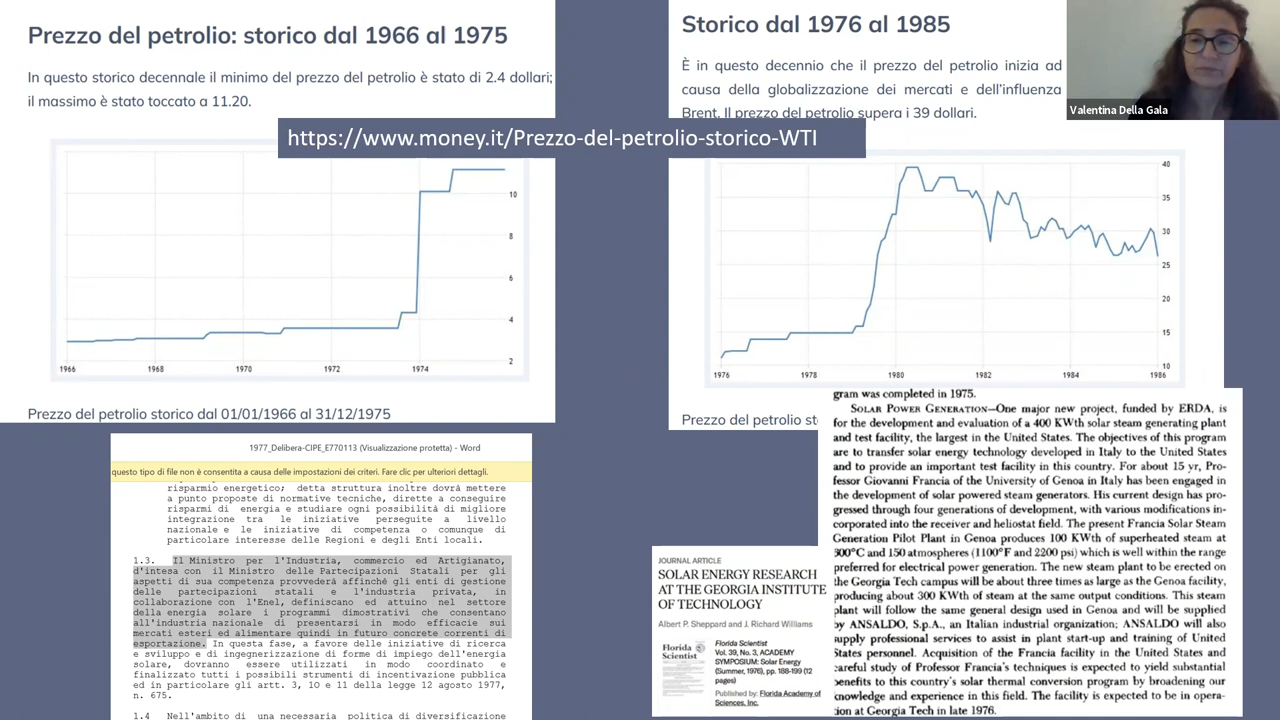 Prezzo del petrolio: storico dal 1966 al 1975
In questo storico decennale il minimo del prezzo del petrolio è stato di 2.4 dollari;
il massimo è stato toccato a 11.20.
Storico dal 1976 al 1985
È in questo decennio che il prezzo del petrolio inizia ad
causa della globalizzazione dei mercati e dell'influenza
Brent. Il prezzo del petrolio supera i 39 dollari.
Valentina Della Gala
https://www.money.it/Prezzo-del-petrolio-storico-WTI
10
8
6
4
2
1966 1968 1970 1972 1974
Prezzo del petrolio storico dal 01/01/1966 al 31/12/1975
40
35
30
25
20
15
10
1976 1978 1980 1982 1984 1986
Prezzo del petrolio st
1977_Delibera-CIPE_E770113 (Visualizzazione protetta) - Word
questo tipo di file non è consentita a causa delle impostazioni dei criteri. Fare clic per ulteriori dettagli.
risparmio energetico; detta struttura inoltre dovrà mettere
a punto proposte di normative tecniche, dirette a conseguire
risparmi di energia e studiare ogni possibilità di migliore
integrazione tra le iniziative perseguite a livello
nazionale e le iniziative di competenza o comunque di
particolare interesse delle Regioni e degli Enti locali.
1.3. Il Ministro per l'Industria, commercio ed Artigianato,
d'intesa con il Ministro delle Partecipazioni Statali per gli
aspetti di sua competenza provvederà affinché gli enti di gestione
delle partecipazioni statali e l'industria privata, in
collaborazione con l'Enel, definiscano ed attuino nel settore
della energia solare i programmi dimostrativi che consentano
all'industria nazionale di presentarsi in modo efficacie sui
mercati esteri ed alimentare quindi in futuro concrete correnti di
esportazione. In questa fase, a favore delle iniziative di ricerca
e sviluppo e di ingegnerizzazione di forme di impiego dell'energia
solare, dovranno essere utilizzati in modo coordinato e
finalizzato tutti i possibili strumenti di incentivazione pubblica
ed in particolare gli artt. 3, 10 e 11 della legge 12 agosto 1977,
n. 675.
1.4 Nell'ambito di una necessaria politica di diversificazione
JOURNAL ARTICLE
SOLAR ENERGY RESEARCH
AT THE GEORGIA INSTITUTE
OF TECHNOLOGY
Albert P. Sheppard and J. Richard Williams
Florida
Scientist
Florida Scientist
Vol. 39, No. 3, ACADEMY
SYMPOSIUM: Solar Energy
(Summer, 1976), pp. 188-199 (12
pages)
Published by: Florida Academy of
Sciences, Inc.
gram was completed in 1975.
SOLAR POWER GENERATION—One major new project, funded by ERDA, is
for the development and evaluation of a 400 KWth solar steam generating plant
and test facility, the largest in the United States. The objectives of this program
are to transfer solar energy technology developed in Italy to the United States
and to provide an important test facility in this country. For about 15 yr, Pro-
fessor Giovanni Francia of the University of Genoa in Italy has been engaged in
the development of solar powered steam generators. His current design has pro-
gressed through four generations of development, with various modifications in-
corporated into the receiver and heliostat field. The present Francia Solar Steam
Generation Pilot Plant in Genoa produces 100 KWth of superheated steam at
300°C and 150 atmospheres (1100°F and 2200 psi) which is well within the range
preferred for electrical power generation. The new steam plant to be erected on
the Georgia Tech campus will be about three times as large as the Genoa facility,
producing about 300 KWth of steam at the same output conditions. This steam
plant will follow the same general design used in Genoa and will be supplied
by ANSALDO, S.p.A., an Italian industrial organization; ANSALDO will also
supply professional services to assist in plant start-up and training of United
States personnel. Acquisition of the Francia facility in the United States and
careful study of Professor Francia's techniques is expected to yield substantial
benefits to this country's solar thermal conversion program by broadening our
knowledge and experience in this field. The facility is expected to be in opera-
tion at Georgia Tech in late 1976.